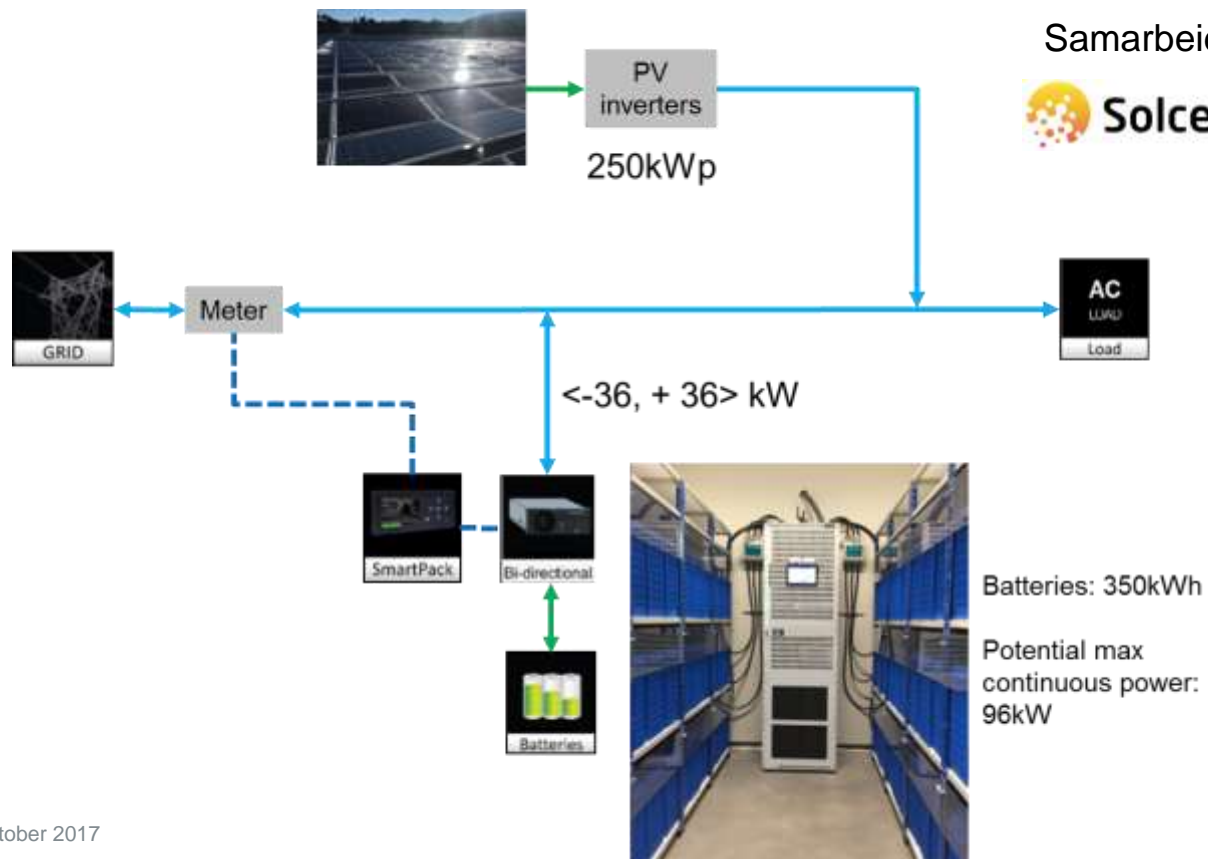 Samarbeid
Solce
PV
inverters
250kWp
GRID
Meter
AC
LOAD
Load
<-36, + 36> kW
SmartPack
Bi-directional
Batteries
Batteries: 350kWh
Potential max
continuous power:
96kW
tober 2017